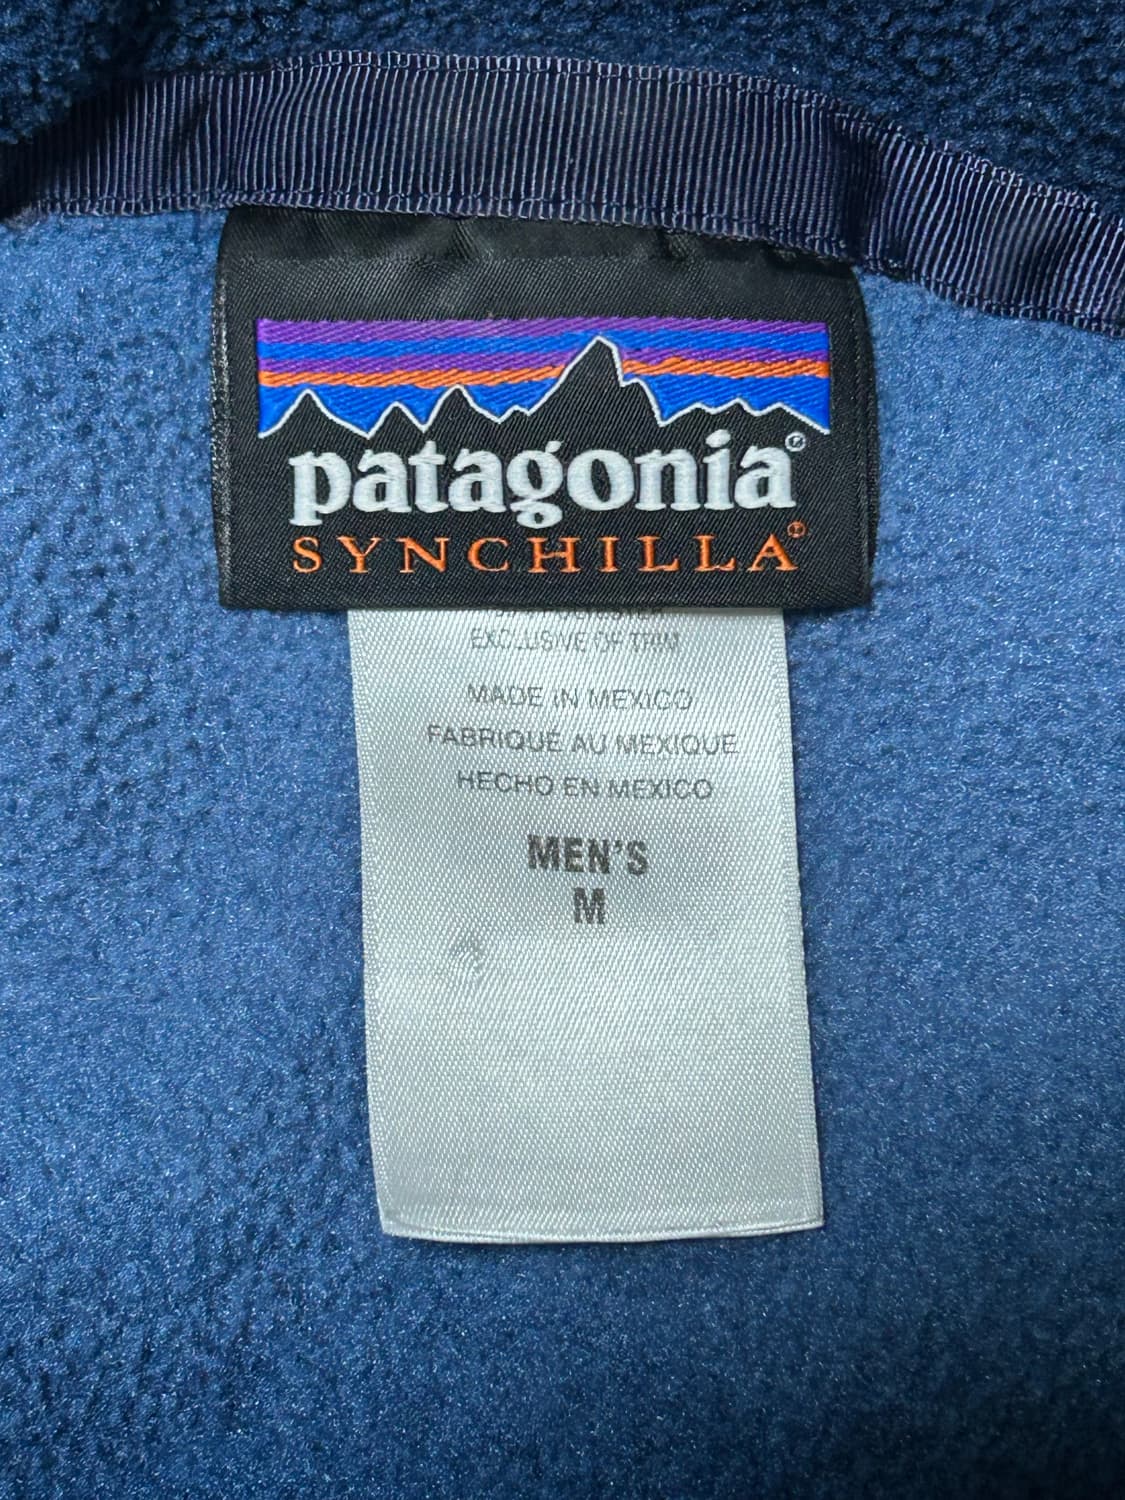 patagonia®
SYNCHILLA®
EXCLUSIVE OF TRIM
MADE IN MEXICO
FABRIQUÉ AU MEXIQUE
HECHO EN MEXICO
MEN'S
M